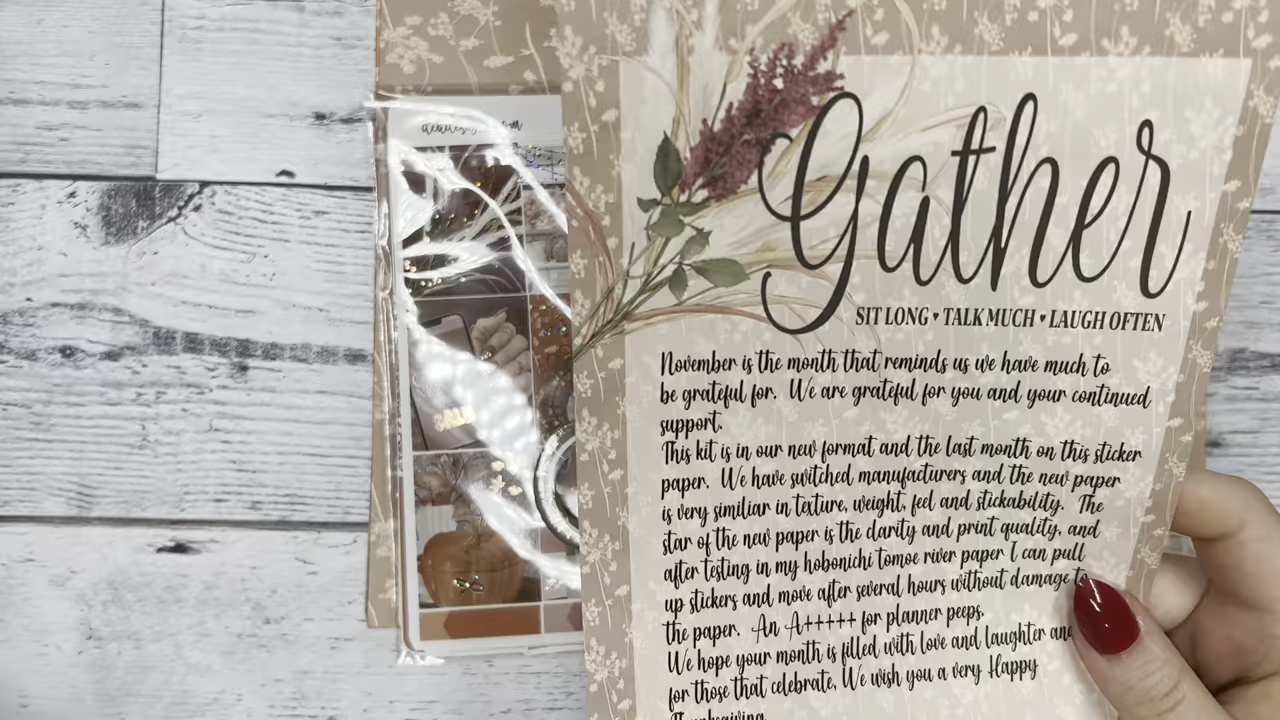 Gather
SIT LONG ♥ TALK MUCH ♥ LAUGH OFTEN
November is the month that reminds us we have much to
be grateful for. We are grateful for you and your continued
support.
This kit is in our new format and the last month on this sticker
paper. We have switched manufacturers and the new paper
is very similiar in texture, weight, feel and stickability. The
star of the new paper is the clarity and print quality, and
after testing in my hobonichi tomoe river paper I can pull
up stickers and move after several hours without damage to
the paper. An A+++++ for planner peeps.
We hope your month is filled with love and laughter and
for those that celebrate, We wish you a very Happy
Thanksgiving.